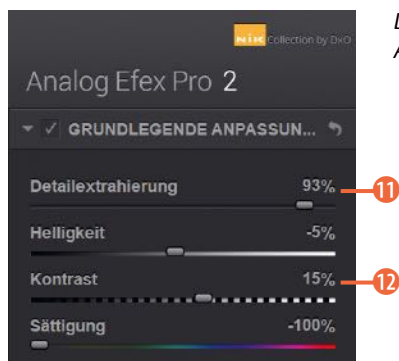 Nik Collection by DxO
Analog Efex Pro 2
GRUNDLEGENDE ANPASSUN...
Detailextrahierung 93% 11
Helligkeit -5%
Kontrast 15% 12
Sättigung -100%